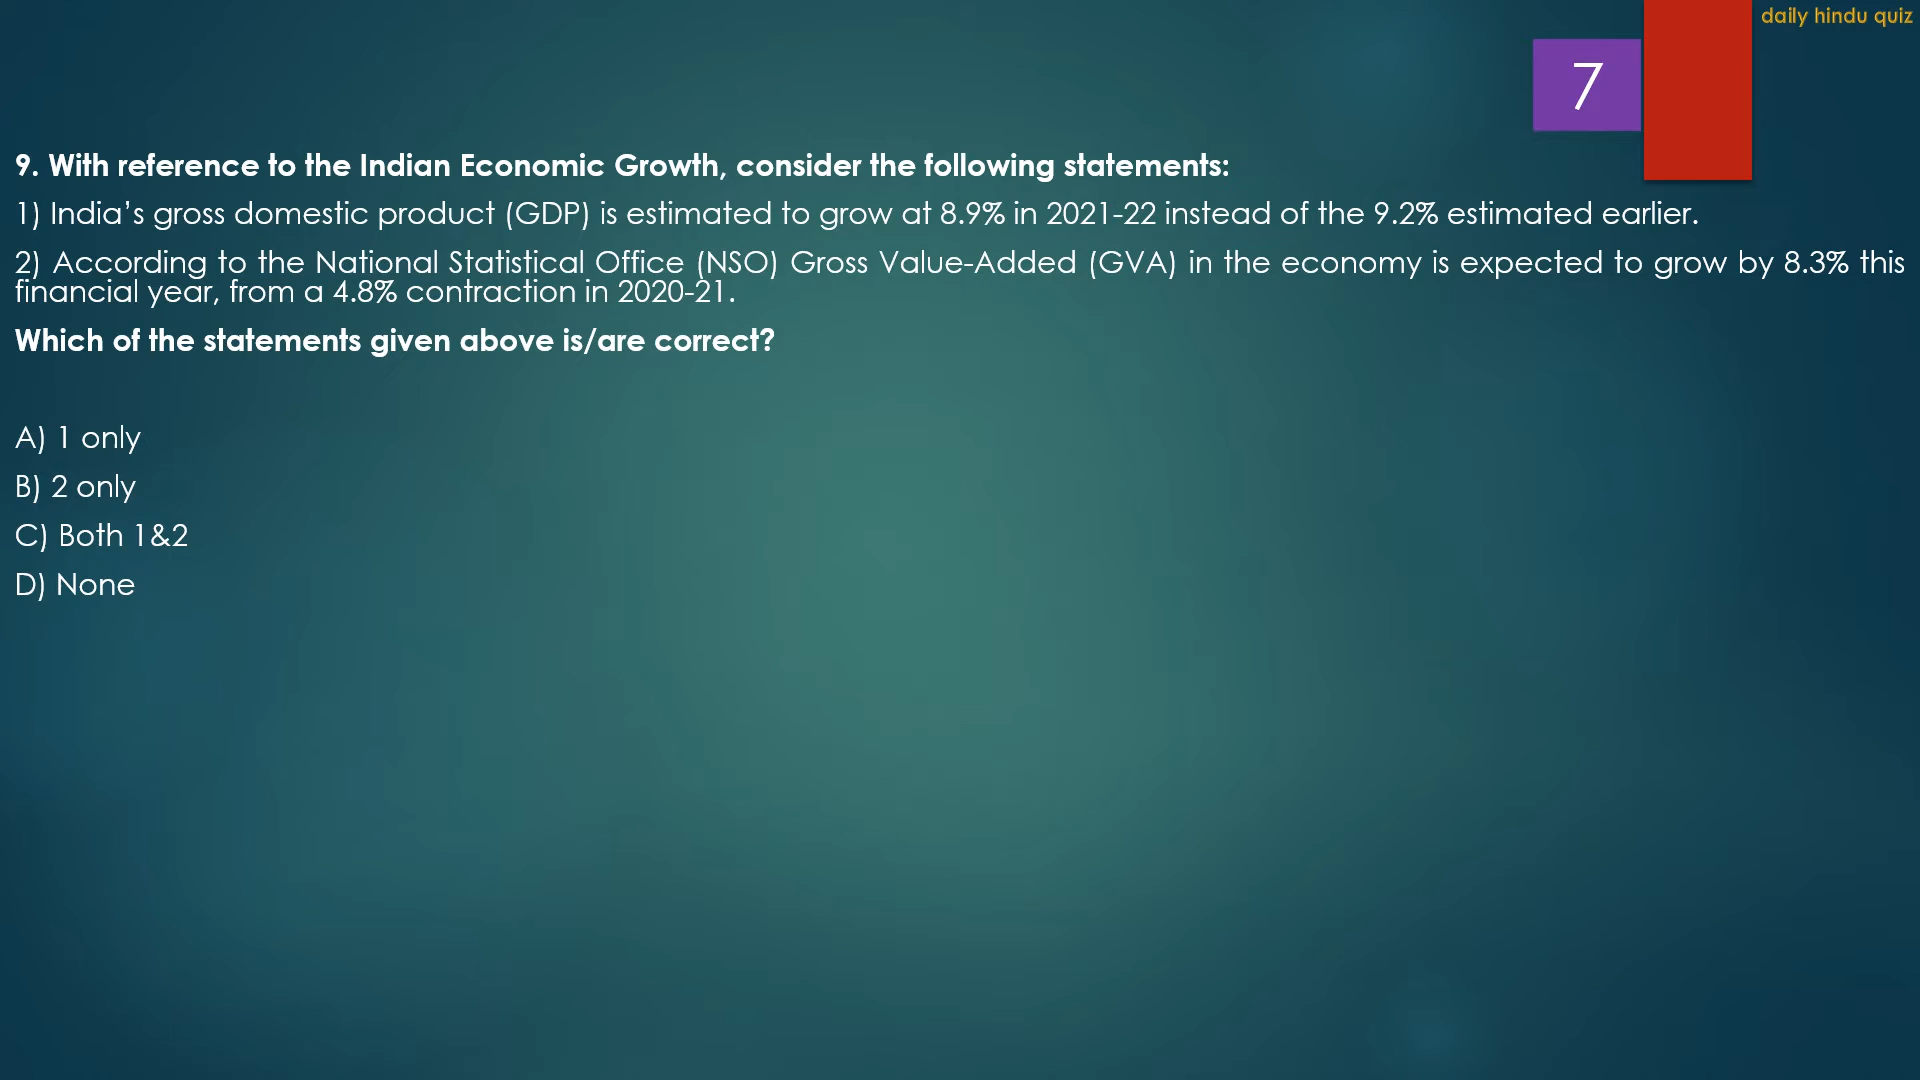 daily hindu quiz
7
9. With reference to the Indian Economic Growth, consider the following statements:
1) India’s gross domestic product (GDP) is estimated to grow at 8.9% in 2021-22 instead of the 9.2% estimated earlier.
2) According to the National Statistical Office (NSO) Gross Value-Added (GVA) in the economy is expected to grow by 8.3% this
financial year, from a 4.8% contraction in 2020-21.
Which of the statements given above is/are correct?
A) 1 only
B) 2 only
C) Both 1&2
D) None